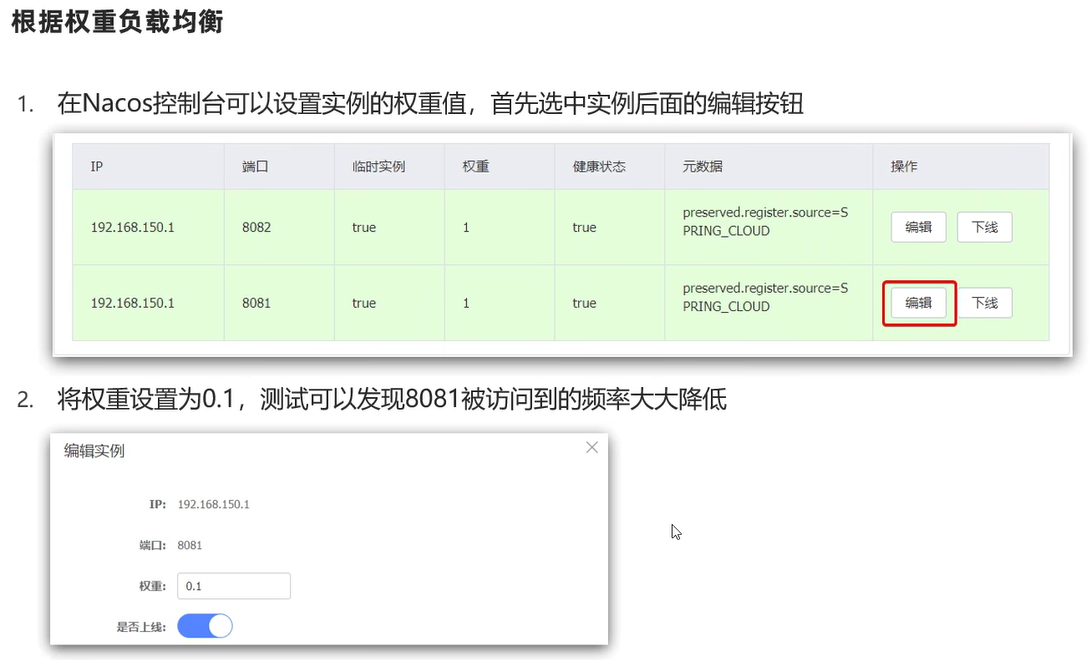 根据权重负载均衡
1. 在Nacos控制台可以设置实例的权重值，首先选中实例后面的编辑按钮
IP 端口 临时实例 权重 健康状态 元数据 操作
192.168.150.1 8082 true 1 true preserved.register.source=S
PRING_CLOUD 编辑 下线
192.168.150.1 8081 true 1 true preserved.register.source=S
PRING_CLOUD 编辑 下线
2. 将权重设置为0.1，测试可以发现8081被访问到的频率大大降低
编辑实例
IP: 192.168.150.1
端口: 8081
权重: 0.1
是否上线: